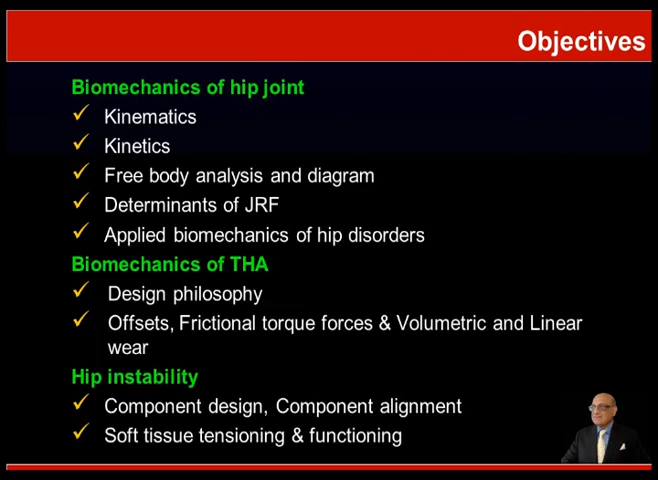 Objectives
Biomechanics of hip joint
Kinematics
Kinetics
Free body analysis and diagram
Determinants of JRF
Applied biomechanics of hip disorders
Biomechanics of THA
Design philosophy
Offsets, Frictional torque forces & Volumetric and Linear
wear
Hip instability
Component design, Component alignment
Soft tissue tensioning & functioning